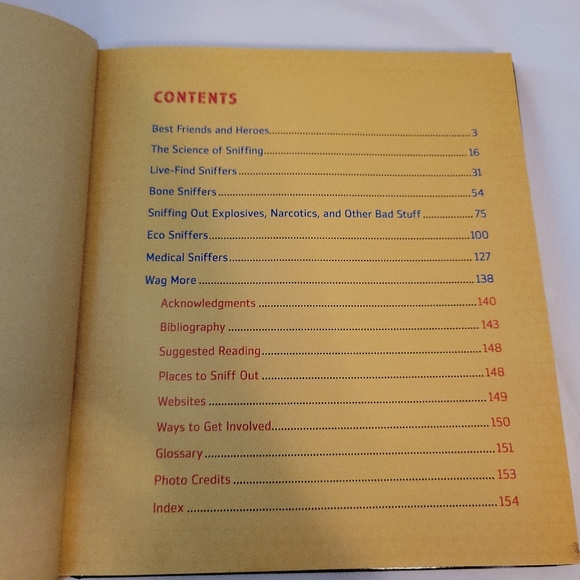 CONTENTS
Best Friends and Heroes 3
The Science of Sniffing 16
Live-Find Sniffers 31
Bone Sniffers 54
Sniffing Out Explosives, Narcotics, and Other Bad Stuff 75
Eco Sniffers 100
Medical Sniffers 127
Wag More 138
Acknowledgments 140
Bibliography 143
Suggested Reading 148
Places to Sniff Out 148
Websites 149
Ways to Get Involved 150
Glossary 151
Photo Credits 153
Index 154